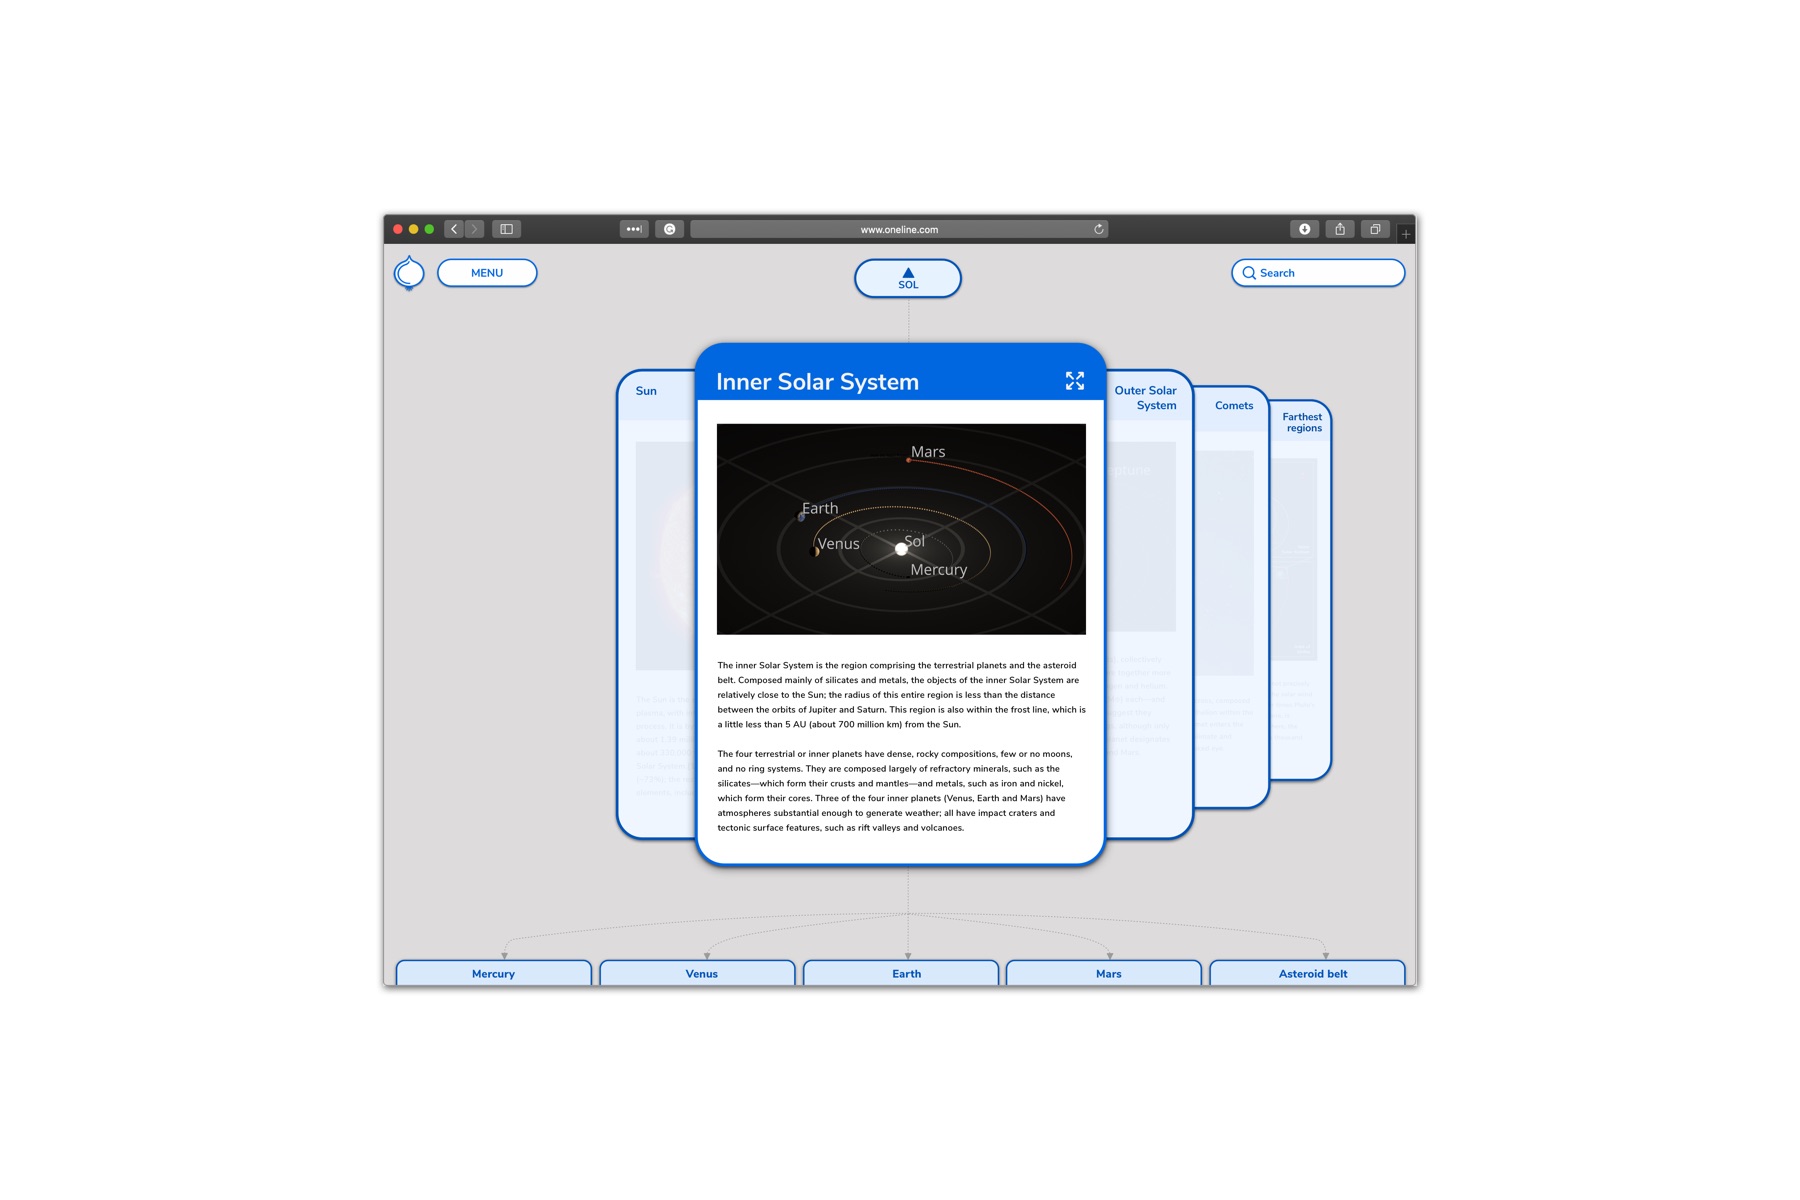 www.oneline.com
MENU
SOL
Search
Sun
Inner Solar System
Outer Solar
System
Comets
Farthest
regions
Mars
Earth
Venus
Sol
Mercury
The inner Solar System is the region comprising the terrestrial planets and the asteroid
belt. Composed mainly of silicates and metals, the objects of the inner Solar System are
relatively close to the Sun; the radius of this entire region is less than the distance
between the orbits of Jupiter and Saturn. This region is also within the frost line, which is
a little less than 5 AU (about 700 million km) from the Sun.
The four terrestrial or inner planets have dense, rocky compositions, few or no moons,
and no ring systems. They are composed largely of refractory minerals, such as the
silicates—which form their crusts and mantles—and metals, such as iron and nickel,
which form their cores. Three of the four inner planets (Venus, Earth and Mars) have
atmospheres substantial enough to generate weather; all have impact craters and
tectonic surface features, such as rift valleys and volcanoes.
Mercury
Venus
Earth
Mars
Asteroid belt